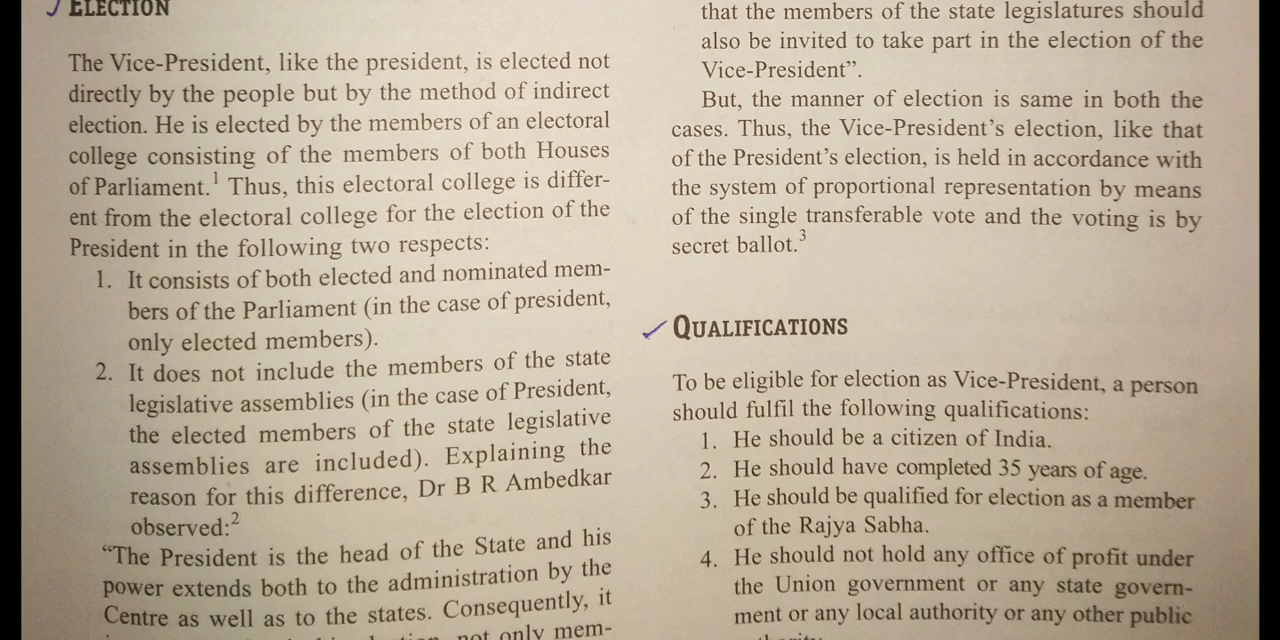 ELECTION
The Vice-President, like the president, is elected not
directly by the people but by the method of indirect
election. He is elected by the members of an electoral
college consisting of the members of both Houses
of Parliament.1 Thus, this electoral college is differ-
ent from the electoral college for the election of the
President in the following two respects:
1. It consists of both elected and nominated mem-
bers of the Parliament (in the case of president,
only elected members).
2. It does not include the members of the state
legislative assemblies (in the case of President,
the elected members of the state legislative
assemblies are included). Explaining the
reason for this difference, Dr B R Ambedkar
observed:2
“The President is the head of the State and his
power extends both to the administration by the
Centre as well as to the states. Consequently, it
not only mem-
that the members of the state legislatures should
also be invited to take part in the election of the
Vice-President”.
But, the manner of election is same in both the
cases. Thus, the Vice-President’s election, like that
of the President’s election, is held in accordance with
the system of proportional representation by means
of the single transferable vote and the voting is by
secret ballot.3
QUALIFICATIONS
To be eligible for election as Vice-President, a person
should fulfil the following qualifications:
1. He should be a citizen of India.
2. He should have completed 35 years of age.
3. He should be qualified for election as a member
of the Rajya Sabha.
4. He should not hold any office of profit under
the Union government or any state govern-
ment or any local authority or any other public